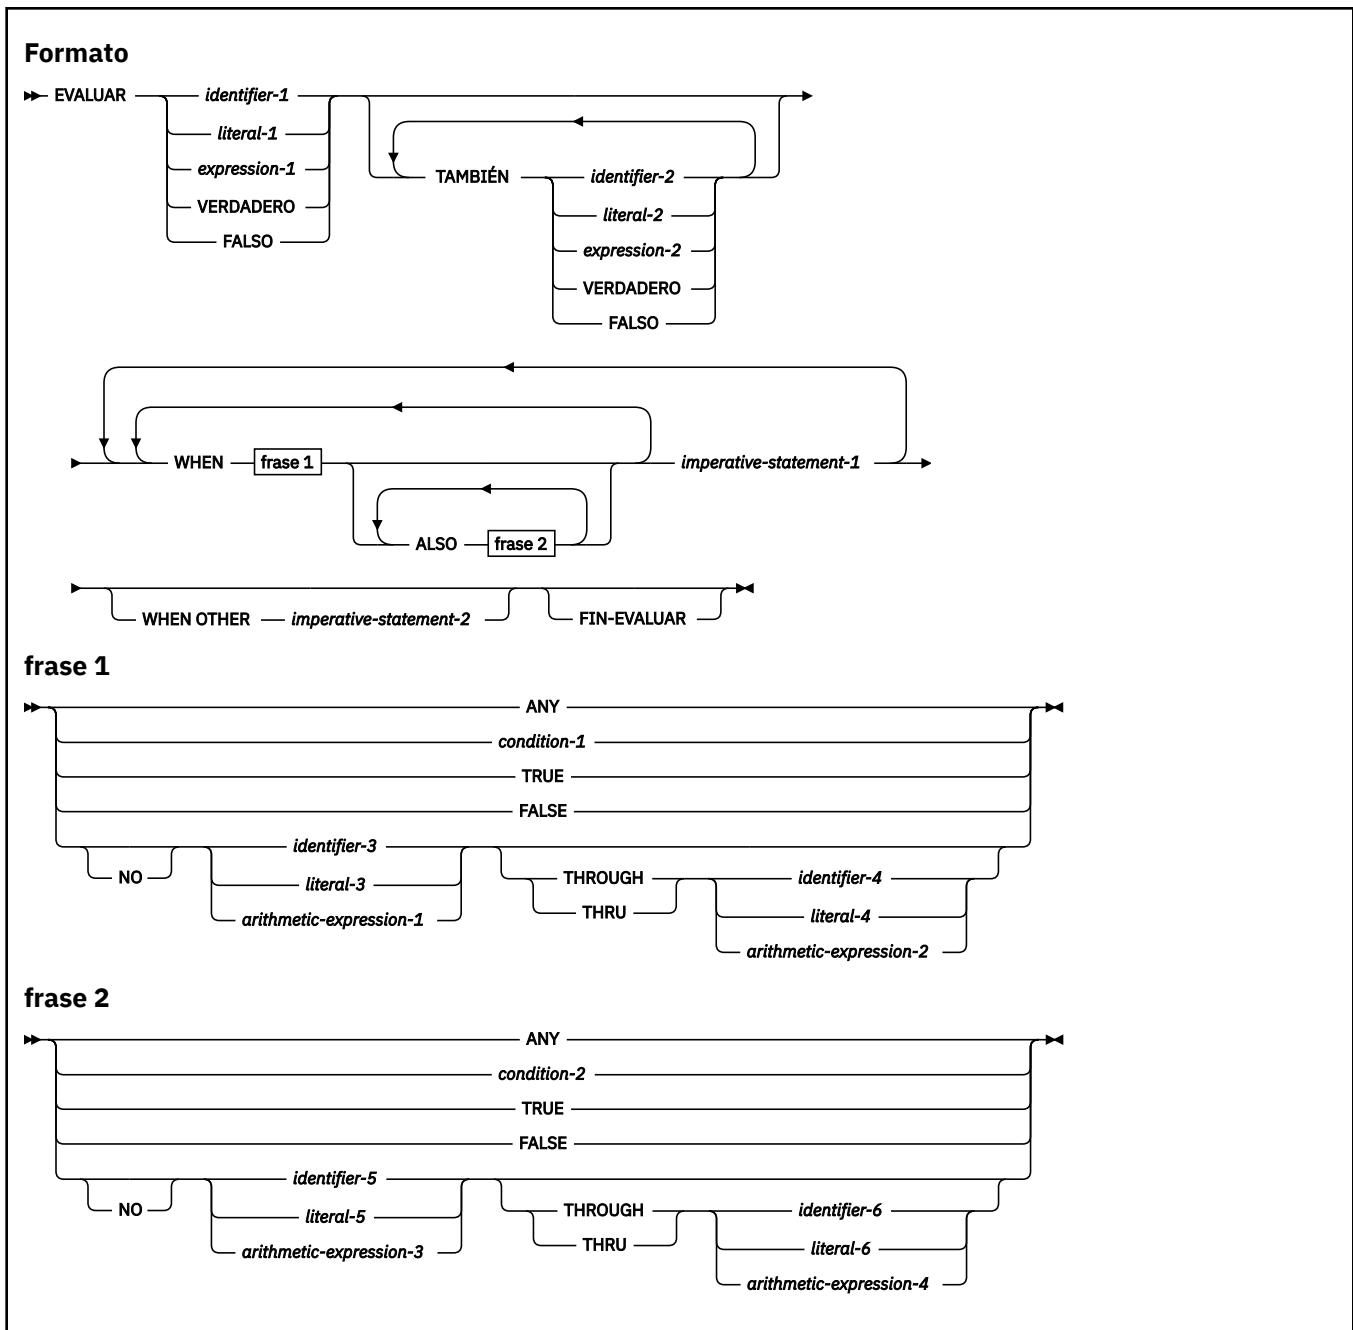 Formato
EVALUAR identifier-1
literal-1
expression-1
VERDADERO
FALSO
TAMBIÉN identifier-2
literal-2
expression-2
VERDADERO
FALSO
WHEN frase 1 imperative-statement-1
ALSO frase 2
WHEN OTHER imperative-statement-2 FIN-EVALUAR
frase 1
ANY
condition-1
TRUE
FALSE
NO identifier-3 THROUGH identifier-4
literal-3 THRU literal-4
arithmetic-expression-1 arithmetic-expression-2
frase 2
ANY
condition-2
TRUE
FALSE
NO identifier-5 THROUGH identifier-6
literal-5 THRU literal-6
arithmetic-expression-3 arithmetic-expression-4